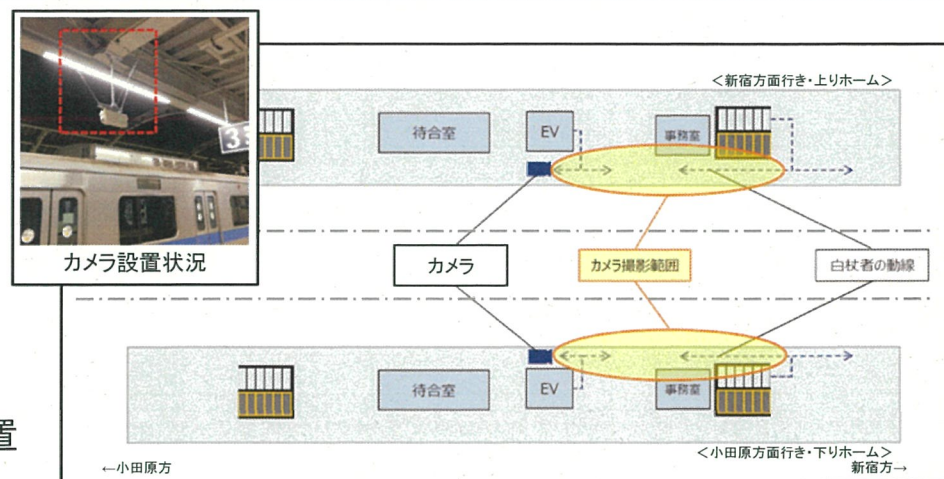 3
カメラ設置状況
＜新宿方面行き・上りホーム＞
待合室
EV
事務室
カメラ
カメラ撮影範囲
白杖者の動線
待合室
EV
事務室
置
＜小田原方面行き・下りホーム＞
←小田原方
新宿方→